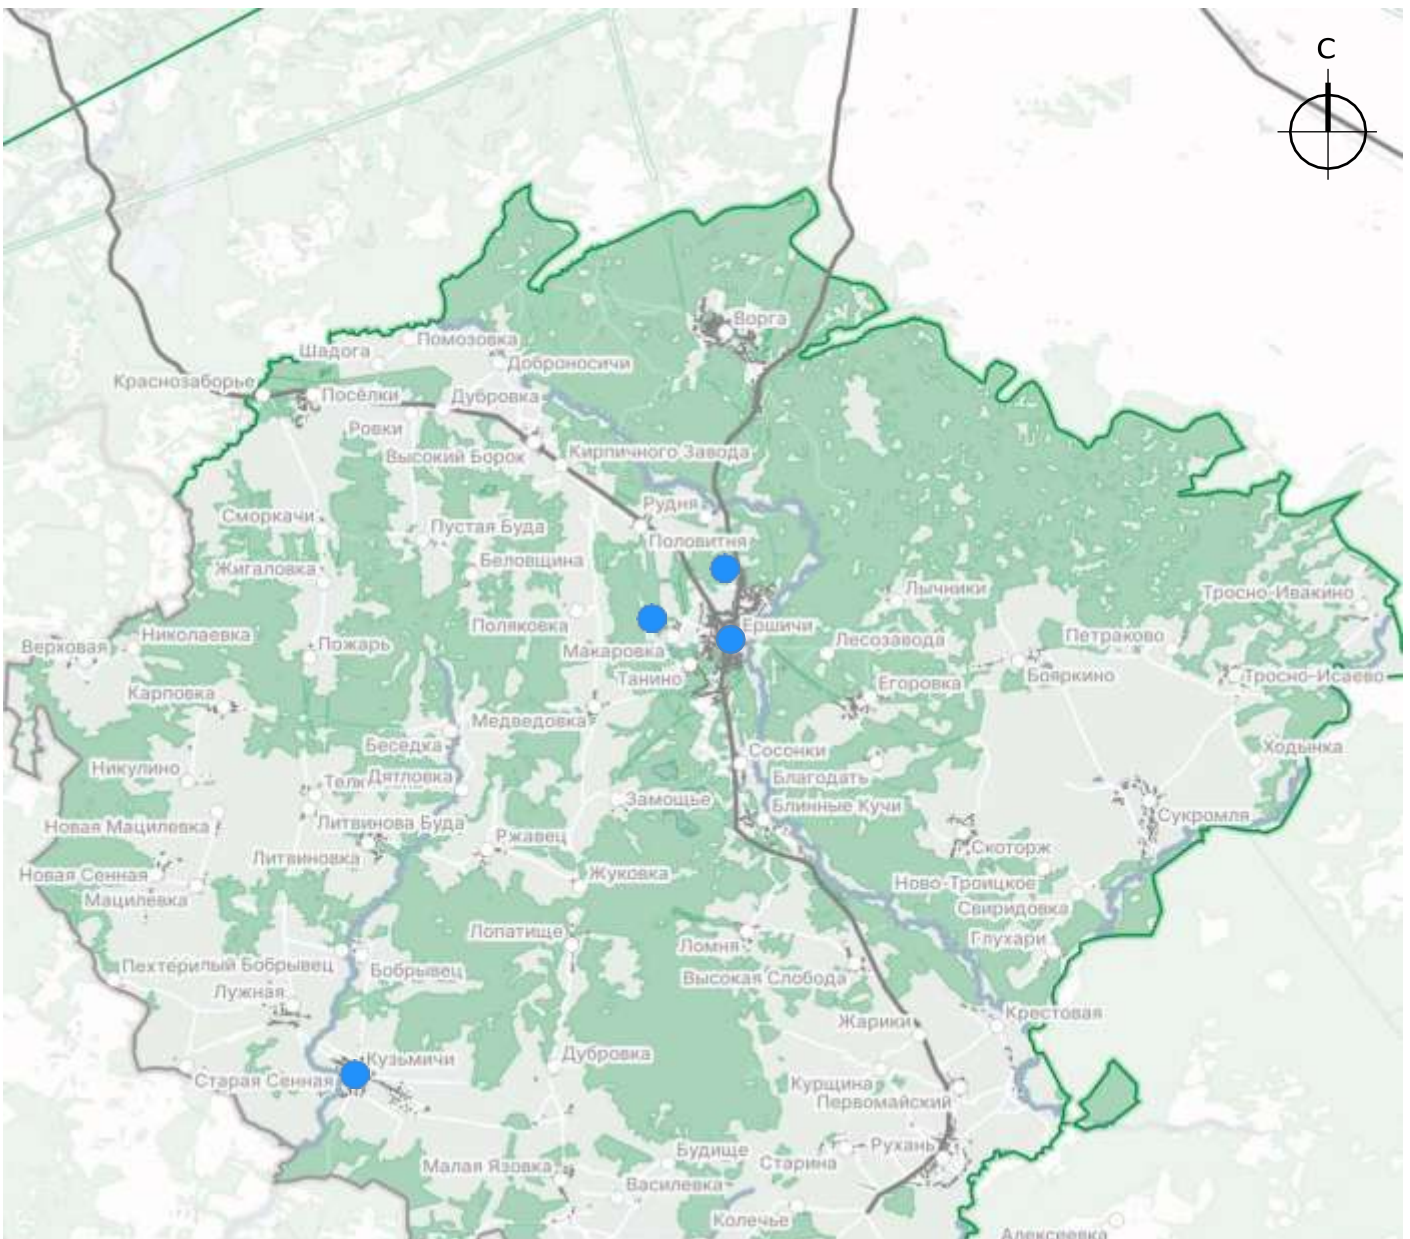 С
Ворга
Помозовка
Шадога
Доброносичи
Краснозаборье
Посёлки
Дубровка
Ровки
Высокий Борок
Кирпичного Завода
Рудня
Сморкачи
Пустая Буда
Половитня
Беловщина
Жигаловка
Лычники
Тросно-Ивакино
Поляковка
Ершичи
Николаевка
Верховая
Пожарь
Макаровка
Лесозавода
Петраково
Танино
Егоровка
Бояркино
Тросно-Исаево
Карповка
Медведовка
Беседка
Сосонки
Ходынка
Никулино
Дятловка
Благодать
Замощье
Блинные Кучи
Новая Мацилевка
Литвинова Буда
Сукромля
Ржавец
Литвиновка
Скоторж
Новая Сенная
Жуковка
Ново-Троицкое
Мацилевка
Свиридовка
Лопатище
Ломня
Глухари
Пехтерилый Бобрывец
Бобрывец
Высокая Слобода
Лужная
Жарики
Крестовая
Кузьмичи
Дубровка
Старая Сенная
Курщина
Первомайский
Рухань
Будище
Малая Язовка
Старина
Василевка
Колечье
Алексеевка